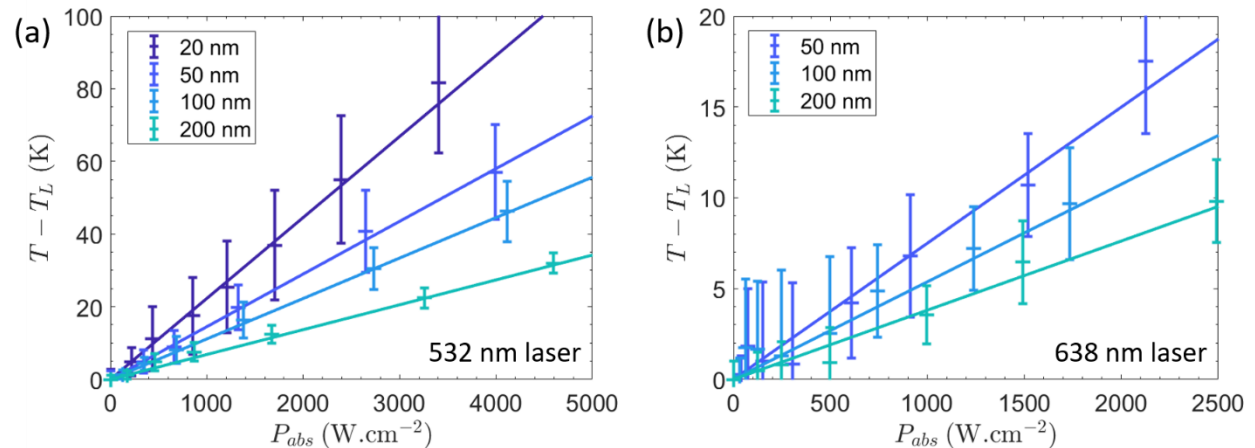 (a)
100
80
60
40
20
0
T − T_L (K)
20 nm
50 nm
100 nm
200 nm
532 nm laser
0 1000 2000 3000 4000 5000
P_abs (W.cm⁻²)
(b)
20
15
10
5
0
T − T_L (K)
50 nm
100 nm
200 nm
638 nm laser
0 500 1000 1500 2000 2500
P_abs (W.cm⁻²)